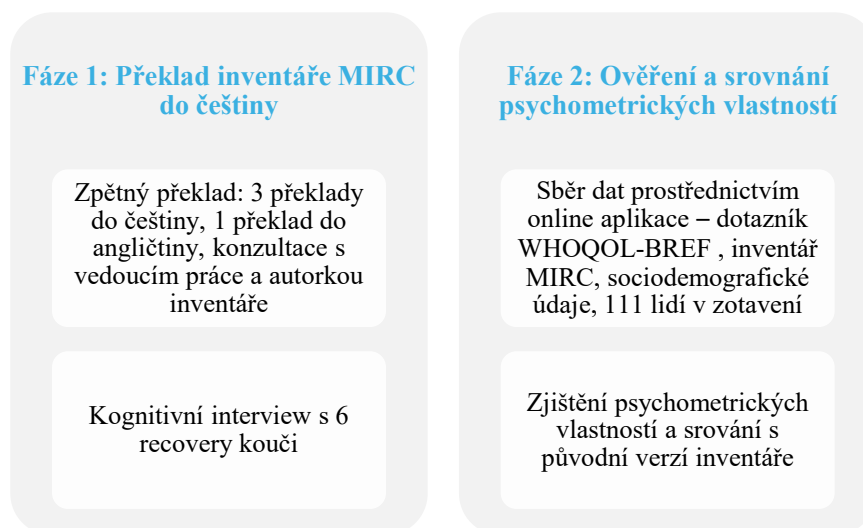 Fáze 1: Překlad inventáře MIRC
do češtiny
Zpětný překlad: 3 překlady
do češtiny, 1 překlad do
angličtiny, konzultace s
vedoucím práce a autorkou
inventáře
Kognitivní interview s 6
recovery kouči
Fáze 2: Ověření a srovnání
psychometrických vlastností
Sběr dat prostřednictvím
online aplikace – dotazník
WHOQOL-BREF , inventář
MIRC, sociodemografické
údaje, 111 lidí v zotavení
Zjištění psychometrických
vlastností a srování s
původní verzí inventáře